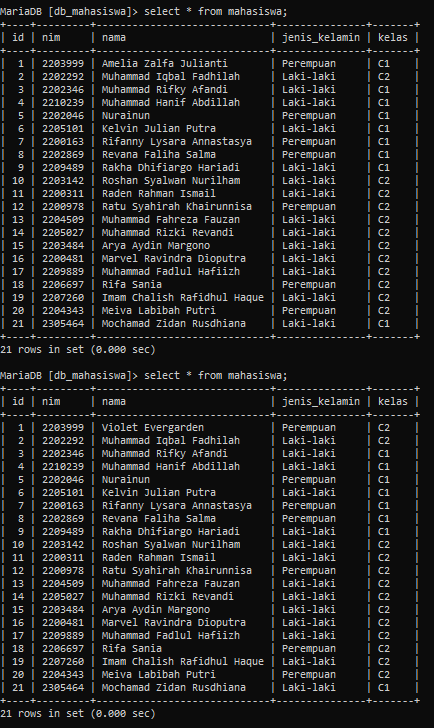 MariaDB [db_mahasiswa]> select * from mahasiswa;
+----+---------+---------------------------+---------------+-------+
| id | nim     | nama                      | jenis_kelamin | kelas |
+----+---------+---------------------------+---------------+-------+
|  1 | 2203999 | Amelia Zalfa Julianti     | Perempuan     | C1    |
|  2 | 2202292 | Muhammad Iqbal Fadhilah   | Laki-laki     | C2    |
|  3 | 2202346 | Muhammad Rifky Afandi     | Laki-laki     | C1    |
|  4 | 2210239 | Muhammad Hanif Abdillah   | Laki-laki     | C1    |
|  5 | 2202046 | Nurainun                  | Perempuan     | C1    |
|  6 | 2205101 | Kelvin Julian Putra       | Laki-laki     | C1    |
|  7 | 2200163 | Rifanny Lysara Annastasya | Perempuan     | C1    |
|  8 | 2202869 | Revana Faliha Salma       | Perempuan     | C1    |
|  9 | 2209489 | Rakha Dhifiargo Hariadi   | Laki-laki     | C1    |
| 10 | 2203142 | Roshan Syalwan Nurilham   | Laki-laki     | C2    |
| 11 | 2200311 | Raden Rahman Ismail       | Laki-laki     | C2    |
| 12 | 2200978 | Ratu Syahirah Khairunnisa | Perempuan     | C2    |
| 13 | 2204509 | Muhammad Fahreza Fauzan   | Laki-laki     | C2    |
| 14 | 2205027 | Muhammad Rizki Revandi    | Laki-laki     | C2    |
| 15 | 2203484 | Arya Aydin Margono        | Laki-laki     | C2    |
| 16 | 2200481 | Marvel Ravindra Dioputra  | Laki-laki     | C2    |
| 17 | 2209889 | Muhammad Fadlul Hafiizh   | Laki-laki     | C2    |
| 18 | 2206697 | Rifa Sania                | Perempuan     | C2    |
| 19 | 2207260 | Imam Chalish Rafidhul Haque | Laki-laki     | C2    |
| 20 | 2204343 | Meiva Labibah Putri       | Perempuan     | C2    |
| 21 | 2305464 | Mochamad Zidan Rusdhiana  | Laki-laki     | C1    |
+----+---------+---------------------------+---------------+-------+
21 rows in set (0.000 sec)
MariaDB [db_mahasiswa]> select * from mahasiswa;
+----+---------+---------------------------+---------------+-------+
| id | nim     | nama                      | jenis_kelamin | kelas |
+----+---------+---------------------------+---------------+-------+
|  1 | 2203999 | Violet Evergarden         | Perempuan     | C2    |
|  2 | 2202292 | Muhammad Iqbal Fadhilah   | Laki-laki     | C2    |
|  3 | 2202346 | Muhammad Rifky Afandi     | Laki-laki     | C1    |
|  4 | 2210239 | Muhammad Hanif Abdillah   | Laki-laki     | C1    |
|  5 | 2202046 | Nurainun                  | Perempuan     | C1    |
|  6 | 2205101 | Kelvin Julian Putra       | Laki-laki     | C1    |
|  7 | 2200163 | Rifanny Lysara Annastasya | Perempuan     | C1    |
|  8 | 2202869 | Revana Faliha Salma       | Perempuan     | C1    |
|  9 | 2209489 | Rakha Dhifiargo Hariadi   | Laki-laki     | C1    |
| 10 | 2203142 | Roshan Syalwan Nurilham   | Laki-laki     | C2    |
| 11 | 2200311 | Raden Rahman Ismail       | Laki-laki     | C2    |
| 12 | 2200978 | Ratu Syahirah Khairunnisa | Perempuan     | C2    |
| 13 | 2204509 | Muhammad Fahreza Fauzan   | Laki-laki     | C2    |
| 14 | 2205027 | Muhammad Rizki Revandi    | Laki-laki     | C2    |
| 15 | 2203484 | Arya Aydin Margono        | Laki-laki     | C2    |
| 16 | 2200481 | Marvel Ravindra Dioputra  | Laki-laki     | C2    |
| 17 | 2209889 | Muhammad Fadlul Hafiizh   | Laki-laki     | C2    |
| 18 | 2206697 | Rifa Sania                | Perempuan     | C2    |
| 19 | 2207260 | Imam Chalish Rafidhul Haque | Laki-laki     | C2    |
| 20 | 2204343 | Meiva Labibah Putri       | Perempuan     | C2    |
| 21 | 2305464 | Mochamad Zidan Rusdhiana  | Laki-laki     | C1    |
+----+---------+---------------------------+---------------+-------+
21 rows in set (0.000 sec)